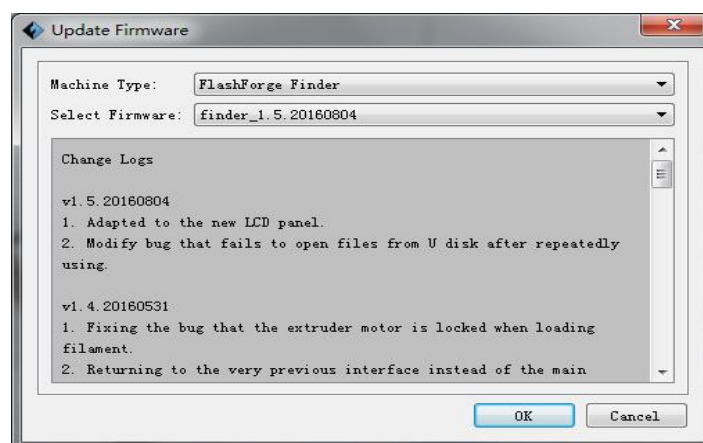 Update Firmware
Machine Type: FlashForge Finder
Select Firmware: finder_1.5.20160804
Change Logs
v1.5.20160804
1. Adapted to the new LCD panel.
2. Modify bug that fails to open files from U disk after repeatedly
using.
v1.4.20160531
1. Fixing the bug that the extruder motor is locked when loading
filament.
2. Returning to the very previous interface instead of the main
OK Cancel